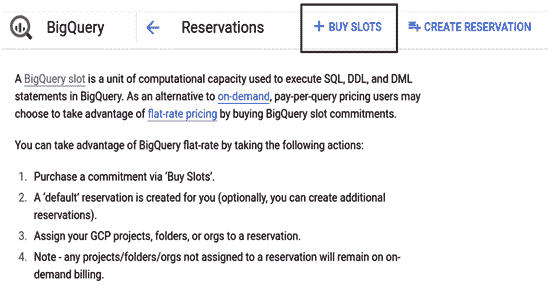 BigQuery ← Reservations + BUY SLOTS CREATE RESERVATION
A BigQuery slot is a unit of computational capacity used to execute SQL, DDL, and DML
statements in BigQuery. As an alternative to on-demand, pay-per-query pricing users may
choose to take advantage of flat-rate pricing by buying BigQuery slot commitments.
You can take advantage of BigQuery flat-rate by taking the following actions:
1. Purchase a commitment via 'Buy Slots'.
2. A 'default' reservation is created for you (optionally, you can create additional
reservations).
3. Assign your GCP projects, folders, or orgs to a reservation.
4. Note - any projects/folders/orgs not assigned to a reservation will remain on on-
demand billing.